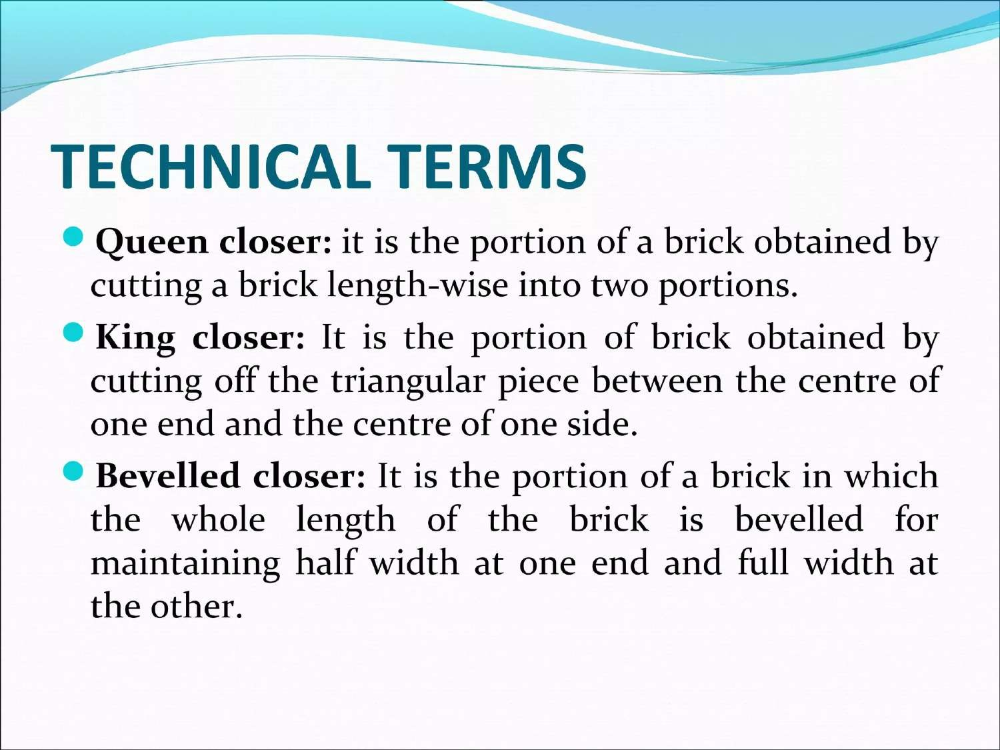 TECHNICAL TERMS
Queen closer: it is the portion of a brick obtained by
cutting a brick length-wise into two portions.
King closer: It is the portion of brick obtained by
cutting off the triangular piece between the centre of
one end and the centre of one side.
Bevelled closer: It is the portion of a brick in which
the whole length of the brick is bevelled for
maintaining half width at one end and full width at
the other.